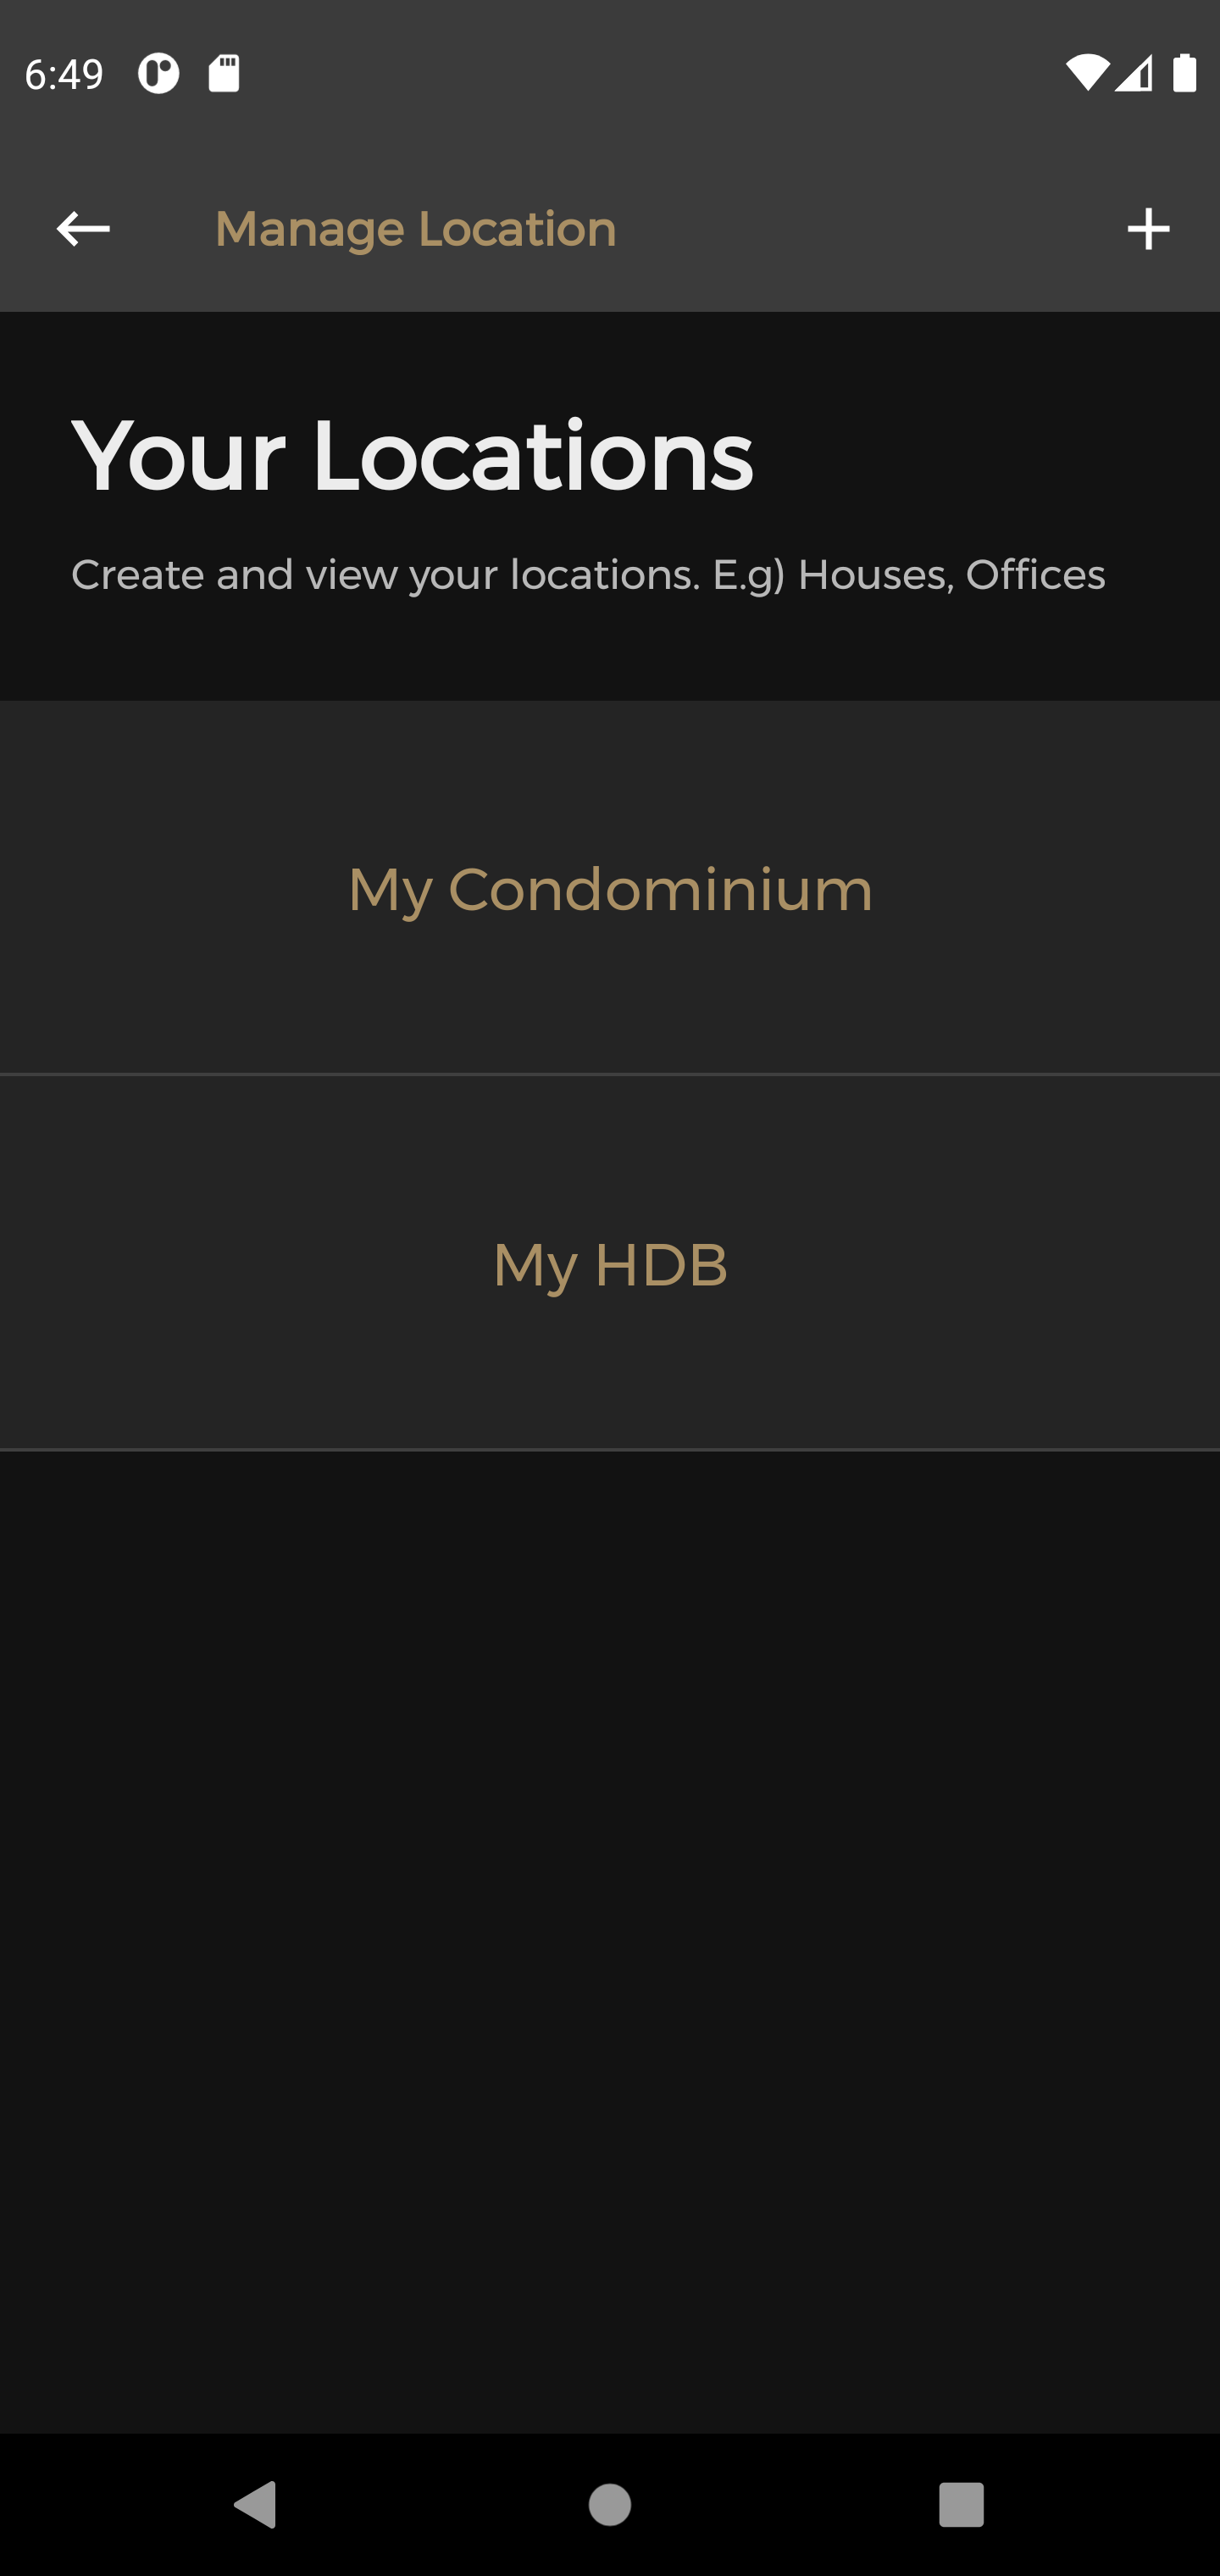 6:49
Manage Location
Your Locations
Create and view your locations. E.g) Houses, Offices
My Condominium
My HDB